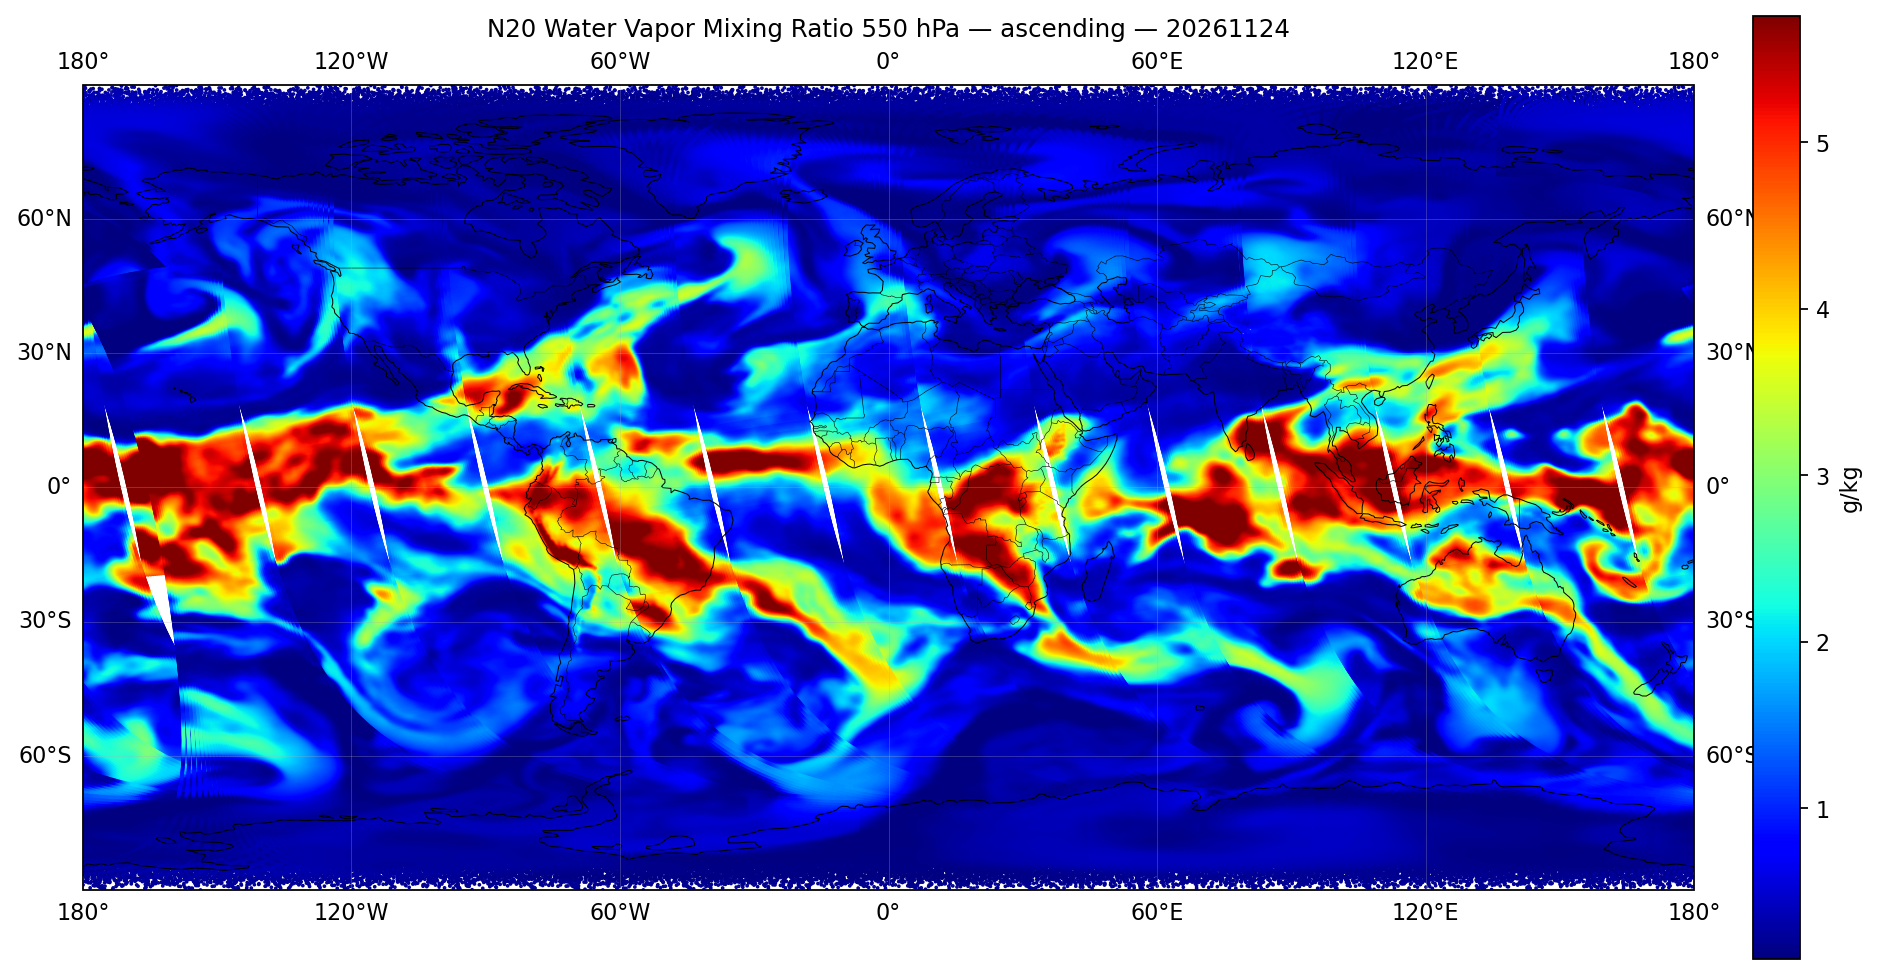 N20 Water Vapor Mixing Ratio 550 hPa — ascending — 20261124
180° 120°W 60°W 0° 60°E 120°E 180°
60°N 60°N
30°N 30°N
0° 0°
30°S 30°S
60°S 60°S
180° 120°W 60°W 0° 60°E 120°E 180°
5
4
3
2
1
g/kg